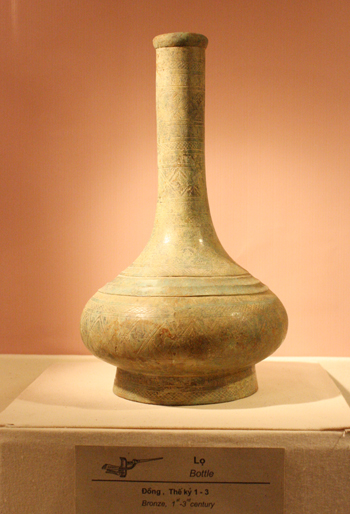 Lọ
Bottle
Đồng, Thế kỷ 1 - 3
Bronze, 1st-3rd century